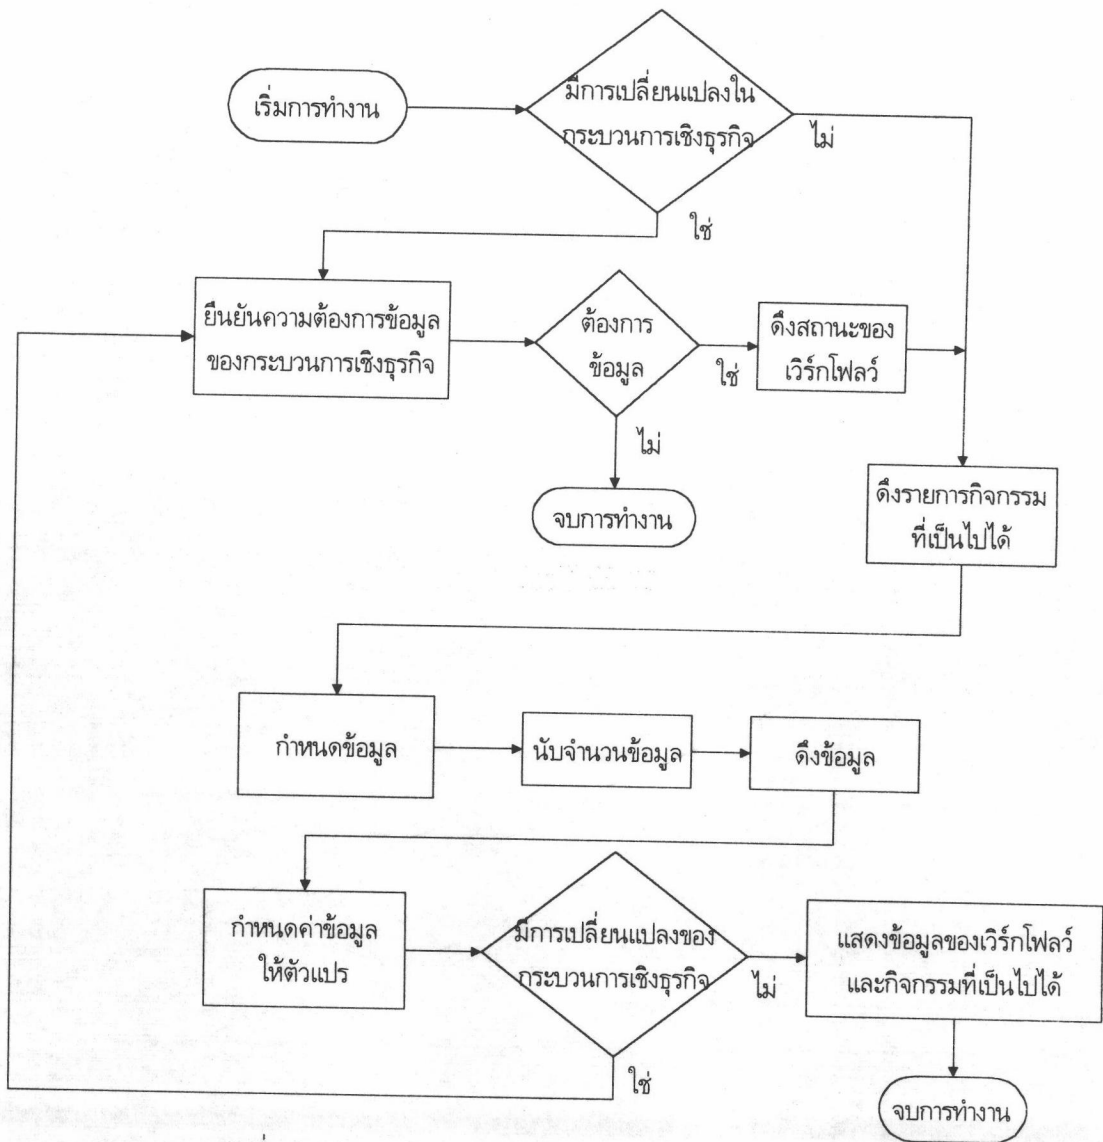 มีการเปลี่ยนแปลงใน
กระบวนการเชิงธุรกิจ
เริ่มการทำงาน
ไม่
ใช่
ยืนยันความต้องการข้อมูล
ของกระบวนการเชิงธุรกิจ
ต้องการ
ข้อมูล
ใช่
ดึงสถานะของ
เวิร์กโฟลว์
ไม่
จบการทำงาน
ดึงรายการกิจกรรม
ที่เป็นไปได้
กำหนดข้อมูล
นับจำนวนข้อมูล
ดึงข้อมูล
กำหนดค่าข้อมูล
ให้ตัวแปร
มีการเปลี่ยนแปลงของ
กระบวนการเชิงธุรกิจ
ไม่
แสดงข้อมูลของเวิร์กโฟลว์
และกิจกรรมที่เป็นไปได้
ใช่
จบการทำงาน